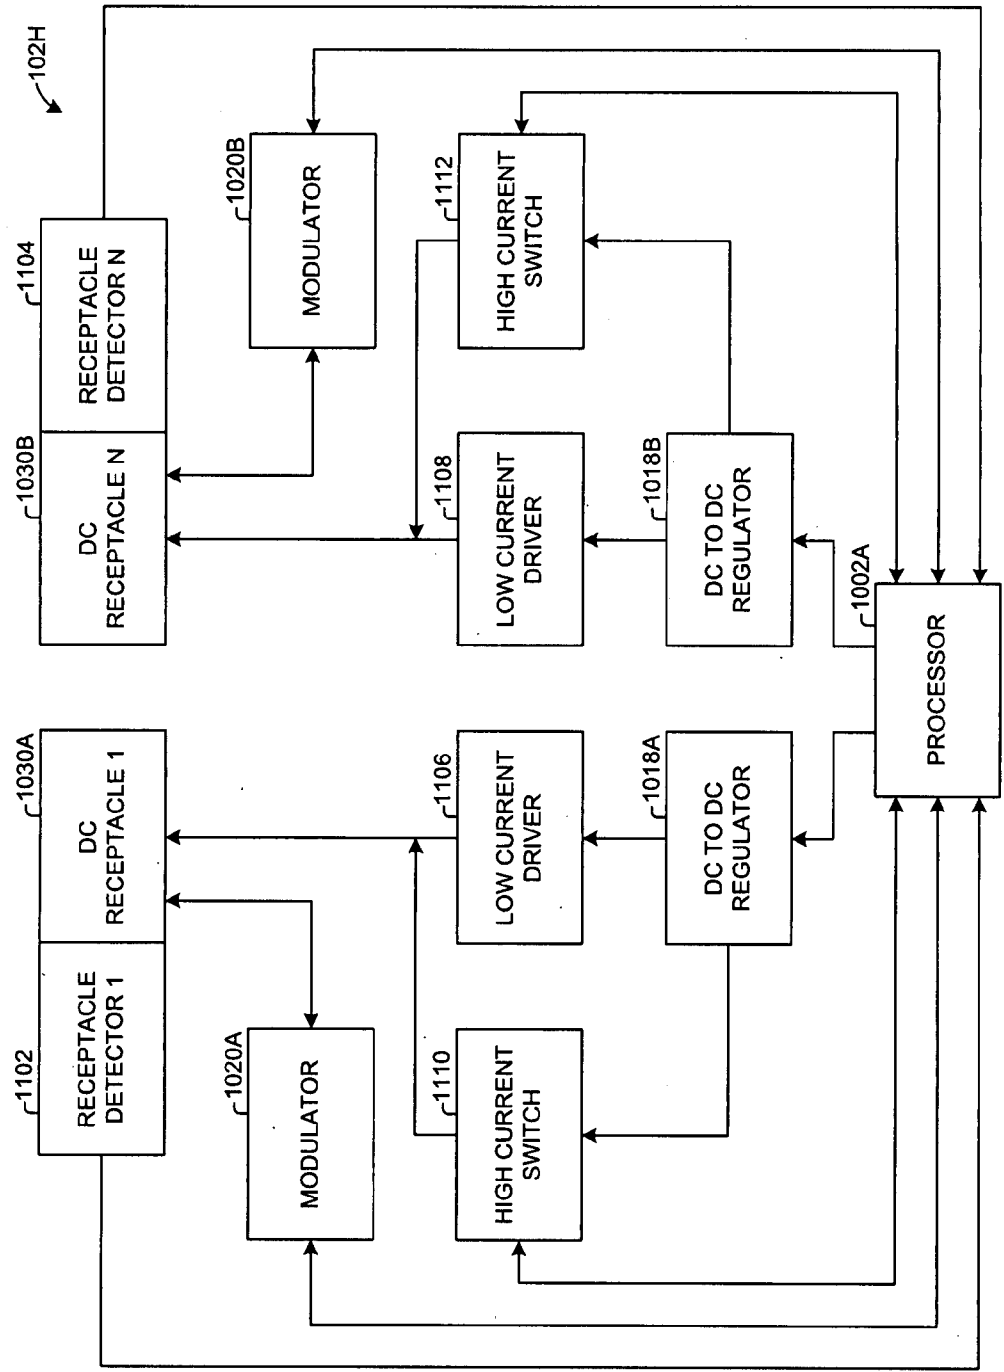 102H
1102
RECEPTACLE
DETECTOR 1
1030A
DC
RECEPTACLE 1
1030B
DC
RECEPTACLE N
1104
RECEPTACLE
DETECTOR N
1020A
MODULATOR
1020B
MODULATOR
1110
HIGH CURRENT
SWITCH
1106
LOW CURRENT
DRIVER
1108
LOW CURRENT
DRIVER
1112
HIGH CURRENT
SWITCH
1018A
DC TO DC
REGULATOR
1018B
DC TO DC
REGULATOR
1002A
PROCESSOR